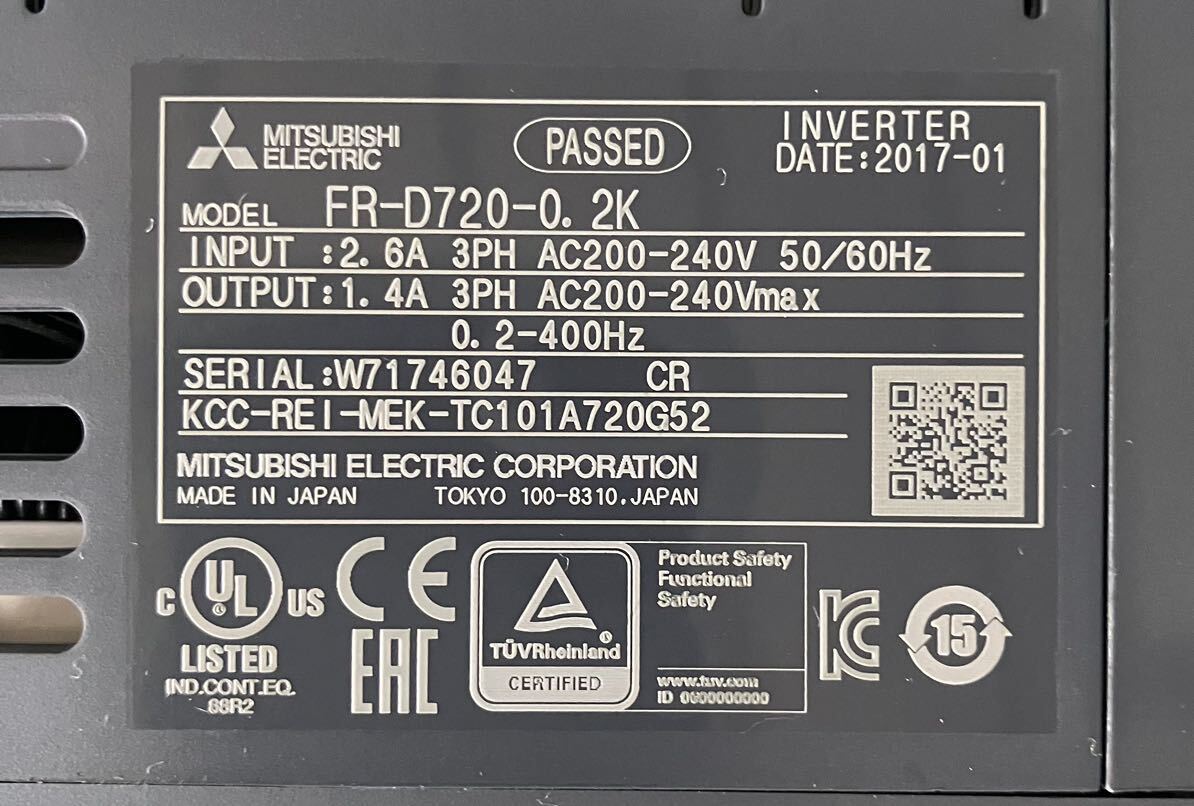 MITSUBISHI
ELECTRIC
PASSED
INVERTER
DATE:2017-01
MODEL FR-D720-0.2K
INPUT :2.6A 3PH AC200-240V 50/60Hz
OUTPUT:1.4A 3PH AC200-240Vmax
0.2-400Hz
SERIAL:W71746047 CR
KCC-REI-MEK-TC101A720G52
MITSUBISHI ELECTRIC CORPORATION
MADE IN JAPAN TOKYO 100-8310,JAPAN
C UL US
LISTED
IND.CONT.EQ.
CE
EAC
TÜVRheinland®
CERTIFIED
Product Safety
Functional
Safety
www.tuv.com
ID 0600000000
KC
15